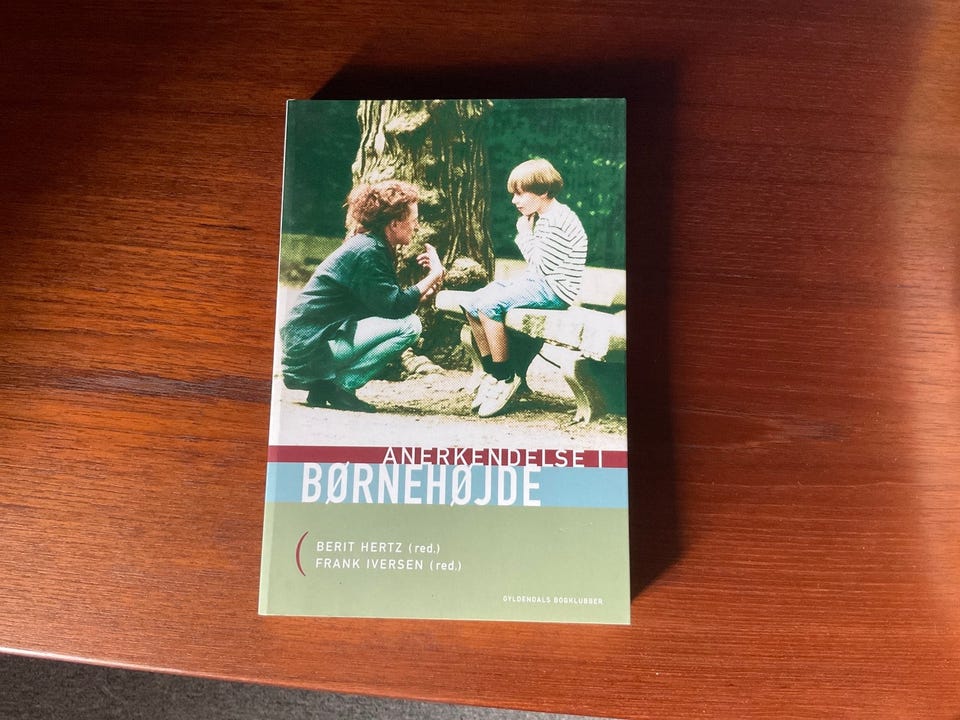 ANERKENDELSE I
BØRNEHØJDE
BERIT HERTZ (red.)
FRANK IVERSEN (red.)
GYLDENDALS BOGKLUBBER